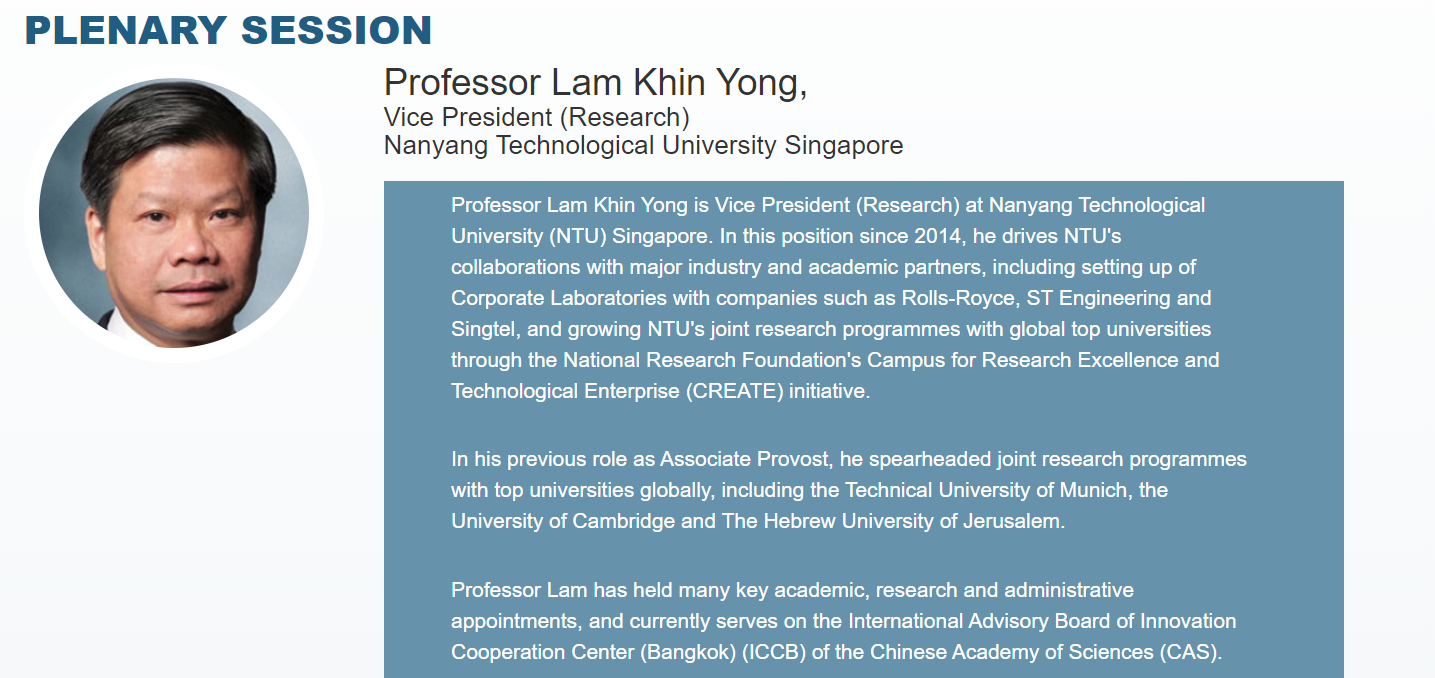 PLENARY SESSION
Professor Lam Khin Yong,
Vice President (Research)
Nanyang Technological University Singapore
Professor Lam Khin Yong is Vice President (Research) at Nanyang Technological
University (NTU) Singapore. In this position since 2014, he drives NTU's
collaborations with major industry and academic partners, including setting up of
Corporate Laboratories with companies such as Rolls-Royce, ST Engineering and
Singtel, and growing NTU's joint research programmes with global top universities
through the National Research Foundation's Campus for Research Excellence and
Technological Enterprise (CREATE) initiative.
In his previous role as Associate Provost, he spearheaded joint research programmes
with top universities globally, including the Technical University of Munich, the
University of Cambridge and The Hebrew University of Jerusalem.
Professor Lam has held many key academic, research and administrative
appointments, and currently serves on the International Advisory Board of Innovation
Cooperation Center (Bangkok) (ICCB) of the Chinese Academy of Sciences (CAS).